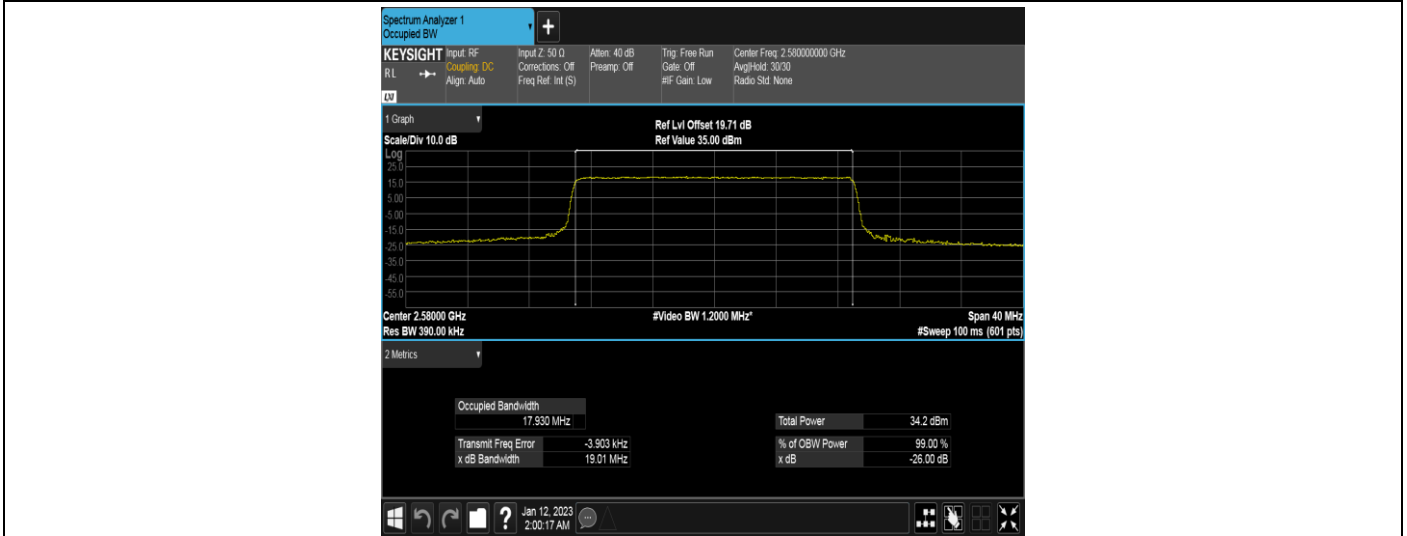 Spectrum Analyzer 1
Occupied BW
+
KEYSIGHT
RL
LXI
Input: RF
Coupling: DC
Align: Auto
Input Z: 50 Ω
Corrections: Off
Freq Ref: Int (S)
Atten: 40 dB
Preamp: Off
Trig: Free Run
Gate: Off
#IF Gain: Low
Center Freq: 2.580000000 GHz
Avg|Hold: 30/30
Radio Std: None
1 Graph
Scale/Div 10.0 dB
Ref Lvl Offset 19.71 dB
Ref Value 35.00 dBm
Log
25.0
15.0
5.00
-5.00
-15.0
-25.0
-35.0
-45.0
-55.0
Center 2.58000 GHz
#Video BW 1.2000 MHz*
Span 40 MHz
Res BW 390.00 kHz
#Sweep 100 ms (601 pts)
2 Metrics
Occupied Bandwidth
17.930 MHz
Total Power 34.2 dBm
Transmit Freq Error -3.903 kHz
% of OBW Power 99.00 %
x dB Bandwidth 19.01 MHz
x dB -26.00 dB
?
Jan 12, 2023
2:00:17 AM